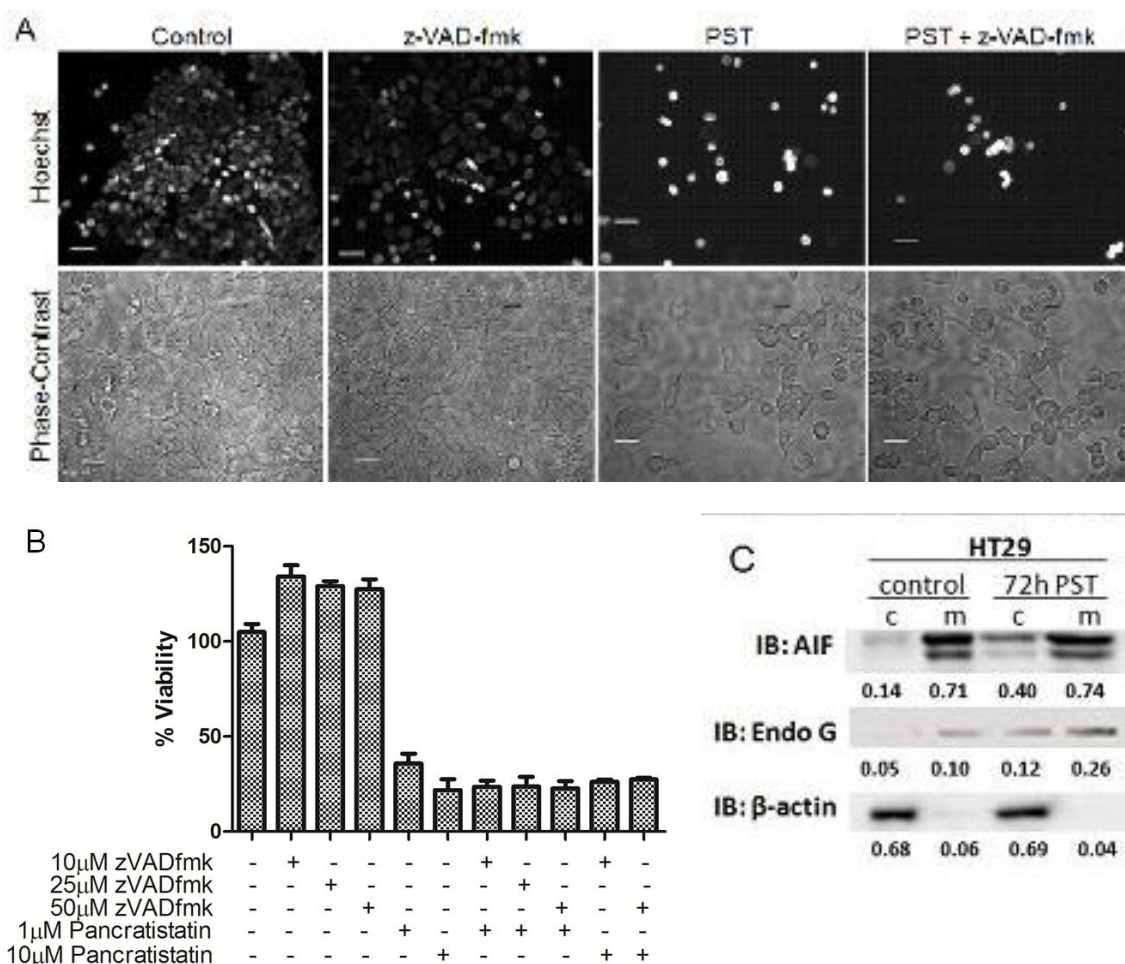 A
Control z-VAD-fmk PST PST + z-VAD-fmk
Hoechst
Phase-Contrast
B
150
100
50
0
% Viability
10μM zVADfmk - + - - - - + - - + -
25μM zVADfmk - - + - - - - + - - -
50μM zVADfmk - - - + - - - - + - +
1μM Pancratistatin - - - - + - + + + - -
10μM Pancratistatin - - - - - + - - - + +
C
HT29
control 72h PST
c m c m
IB: AIF
0.14 0.71 0.40 0.74
IB: Endo G
0.05 0.10 0.12 0.26
IB: β-actin
0.68 0.06 0.69 0.04